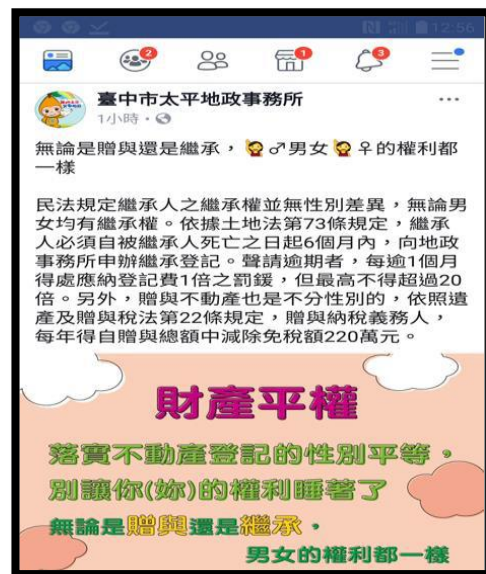 12:56
2
1
3
臺中市太平地政事務所
1小時 ·
無論是贈與還是繼承，🙋♂男女🙋♀的權利都
一樣
民法規定繼承人之繼承權並無性別差異，無論男
女均有繼承權。依據土地法第73條規定，繼承
人必須自被繼承人死亡之日起6個月內，向地政
事務所申辦繼承登記。聲請逾期者，每逾1個月
得處應納登記費1倍之罰鍰，但最高不得超過20
倍。另外，贈與不動產也是不分性別的，依照遺
產及贈與稅法第22條規定，贈與納稅義務人，
每年得自贈與總額中減除免稅額220萬元。
財產平權
落實不動產登記的性別平等，
別讓你(妳)的權利睡著了
無論是贈與還是繼承，
男女的權利都一樣